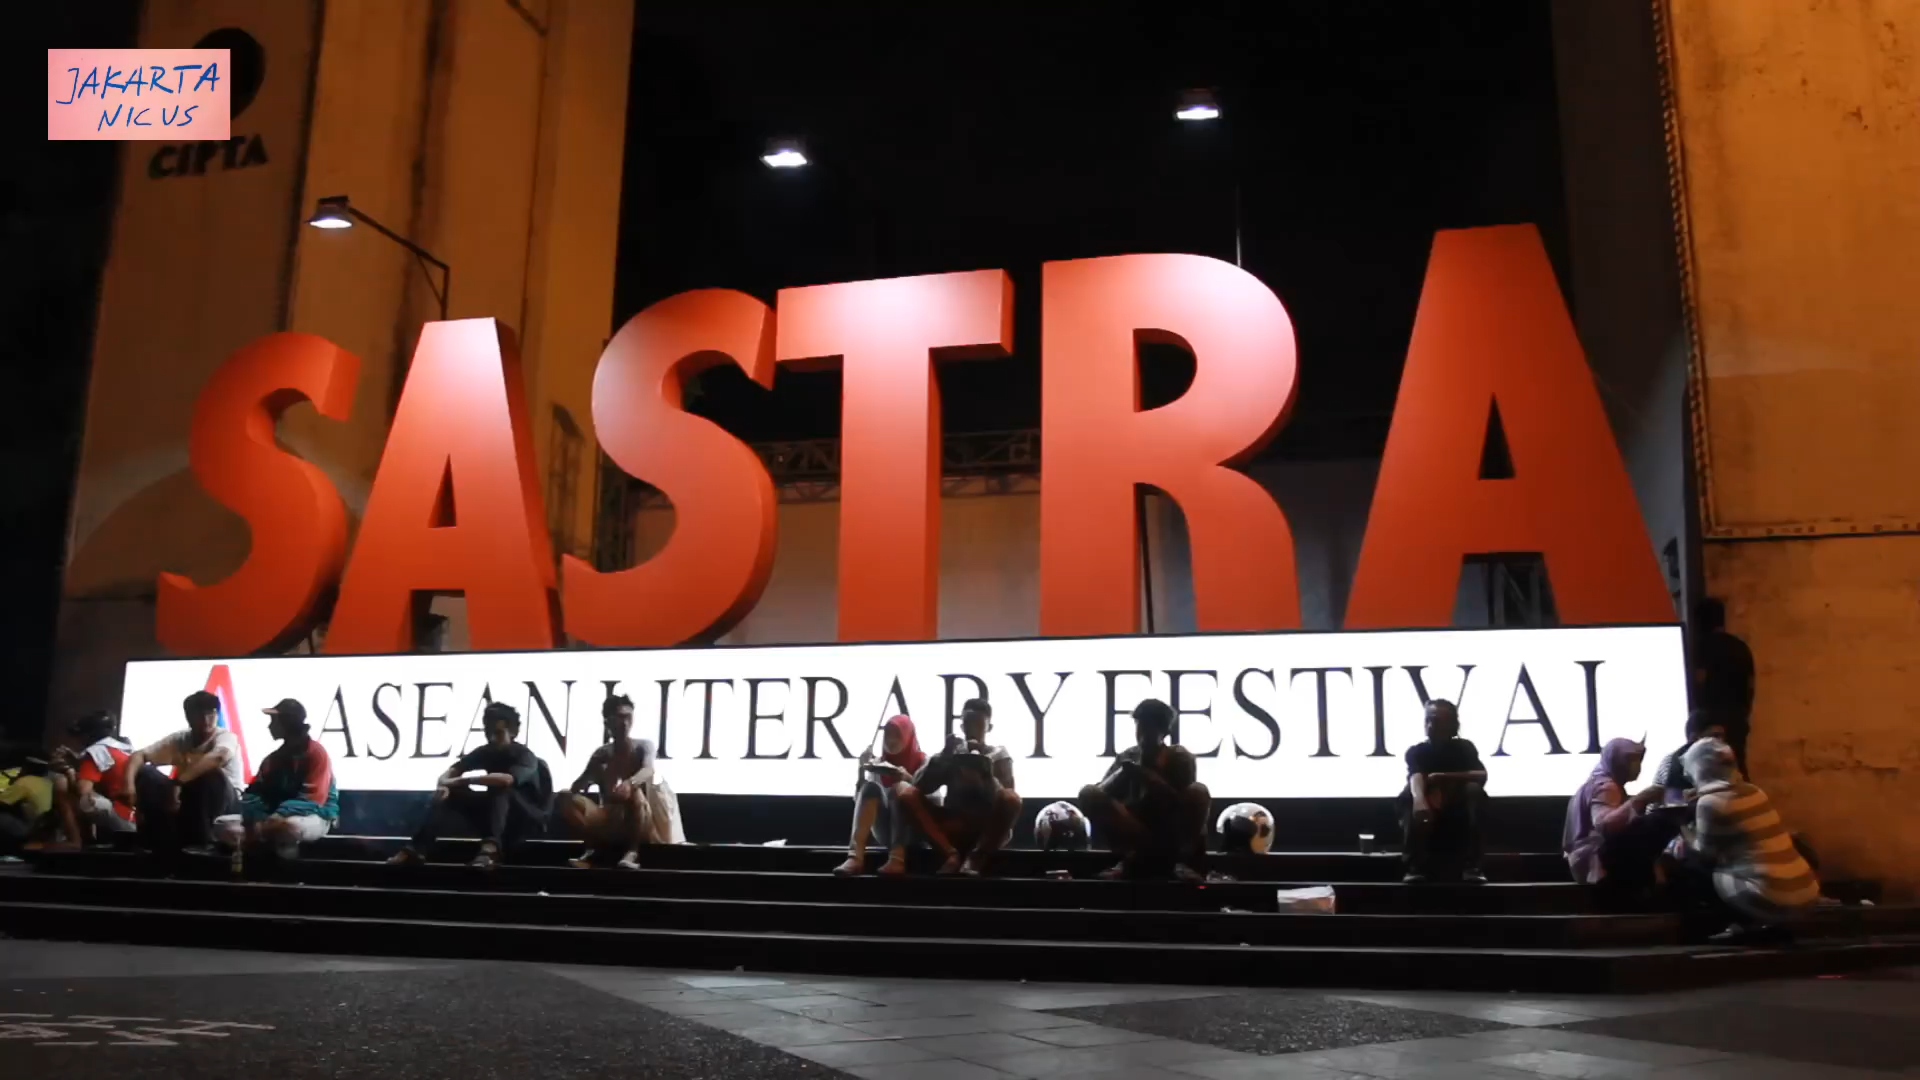 JAKARTA
NICUS
CIPTA
SASTRA
ASEAN LITERARY FESTIVAL